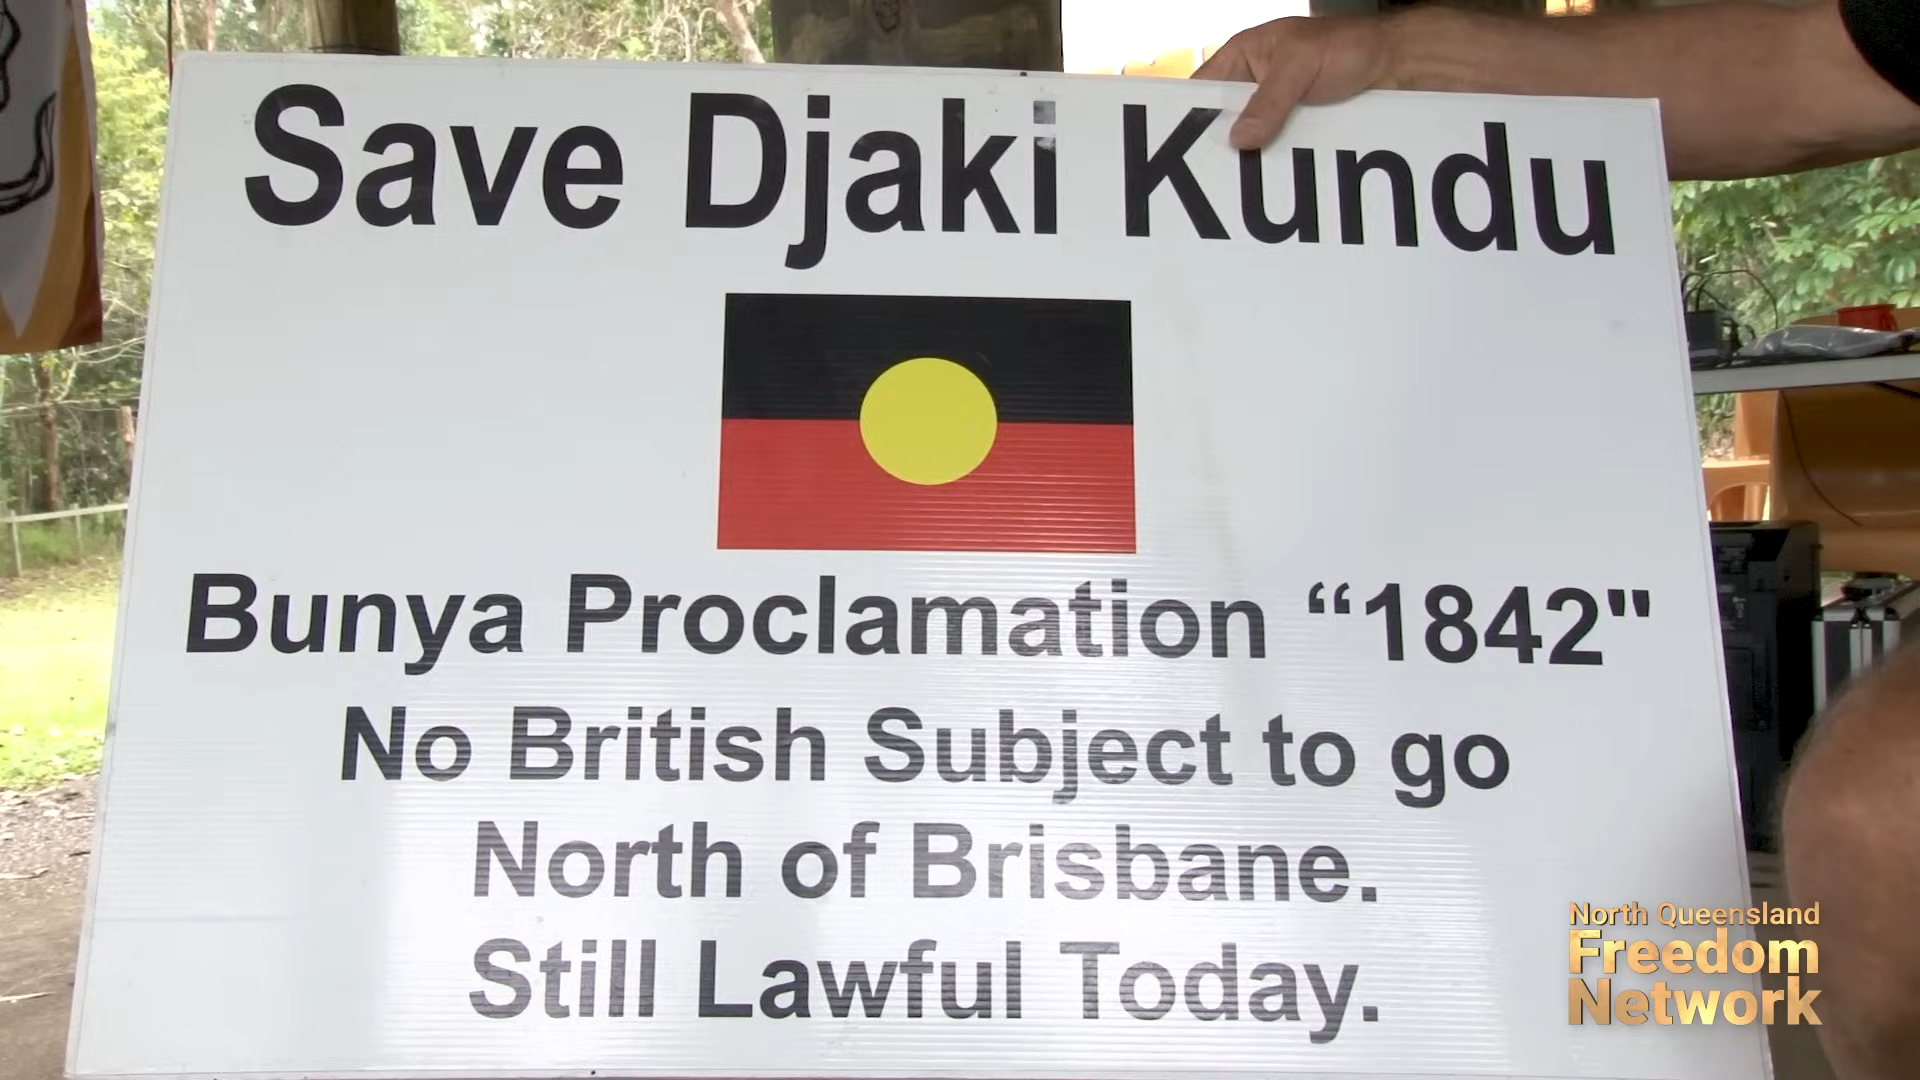 Save Djaki Kundu
Bunya Proclamation “1842"
No British Subject to go
North of Brisbane.
Still Lawful Today.
North Queensland
Freedom
Network